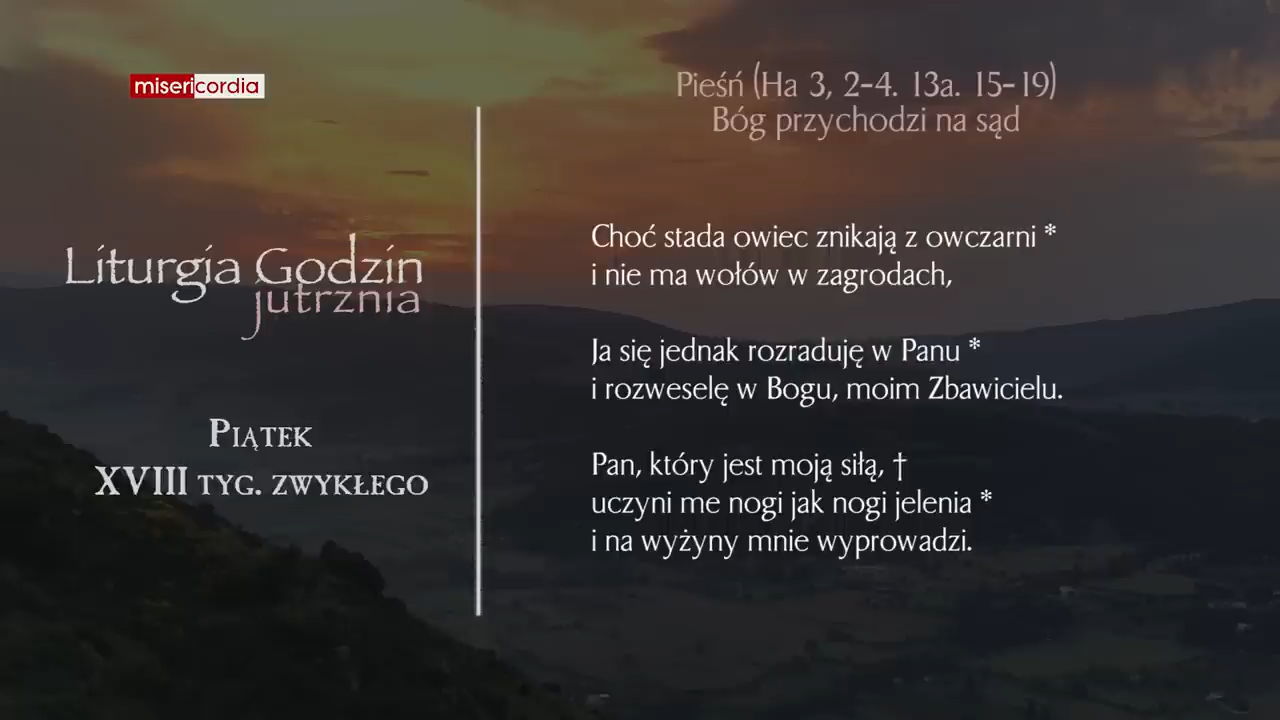 misericordia
Liturgia Godzin
jutrznia
Piątek
XVIII tyg. zwykłego
Pieśń (Ha 3, 2-4. 13a. 15-19)
Bóg przychodzi na sąd
Choć stada owiec znikają z owczarni *
i nie ma wołów w zagrodach,
Ja się jednak rozraduję w Panu *
i rozweselę w Bogu, moim Zbawicielu.
Pan, który jest moją siłą, †
uczyni me nogi jak nogi jelenia *
i na wyżyny mnie wyprowadzi.